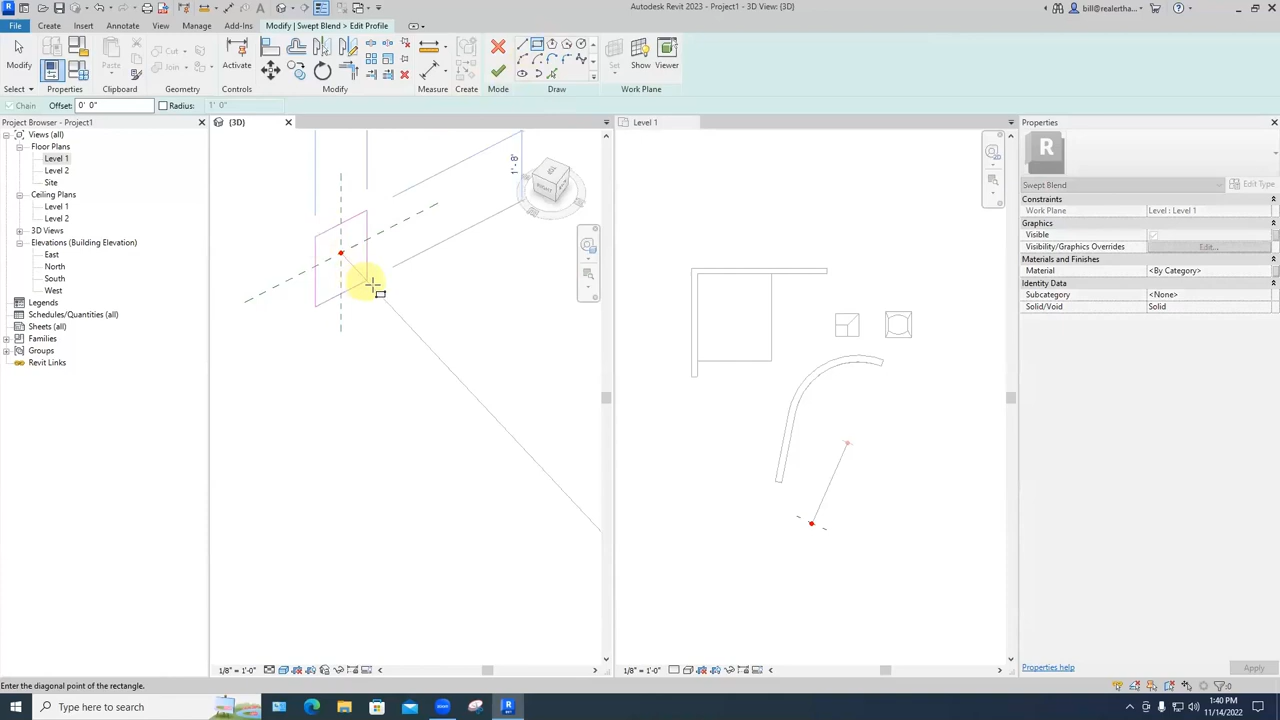 Autodesk Revit 2023 - 3D View: {3D}
bill@realertha...
File Create Insert Annotate View Manage Add-Ins Modify | Swept Blend > Edit Profile
Modify
Paste
Cut
Join
Activate
Set Show Viewer
Select Properties Clipboard Geometry Controls Modify Measure Create Mode Draw Work Plane
Chain Offset: 0' 0" Radius: 1' 0"
Project Browser - Project1
Views (all)
Floor Plans
Level 1
Level 2
Site
Ceiling Plans
Level 1
Level 2
3D Views
Elevations (Building Elevation)
East
North
South
West
Legends
Schedules/Quantities (all)
Sheets (all)
Families
Groups
Revit Links
{3D}
1' - 8"
RIGHT
Level 1
Properties
R
Swept Blend
Edit Type
Constraints
Work Plane Level : Level 1
Graphics
Visible
Visibility/Graphics Overrides Edit...
Materials and Finishes
Material <By Category>
Identity Data
Subcategory <None>
Solid/Void Solid
Properties help
Apply
1/8" = 1'-0"
1/8" = 1'-0"
Enter the diagonal point of the rectangle.
:0
Type here to search
1:40 PM
11/14/2022